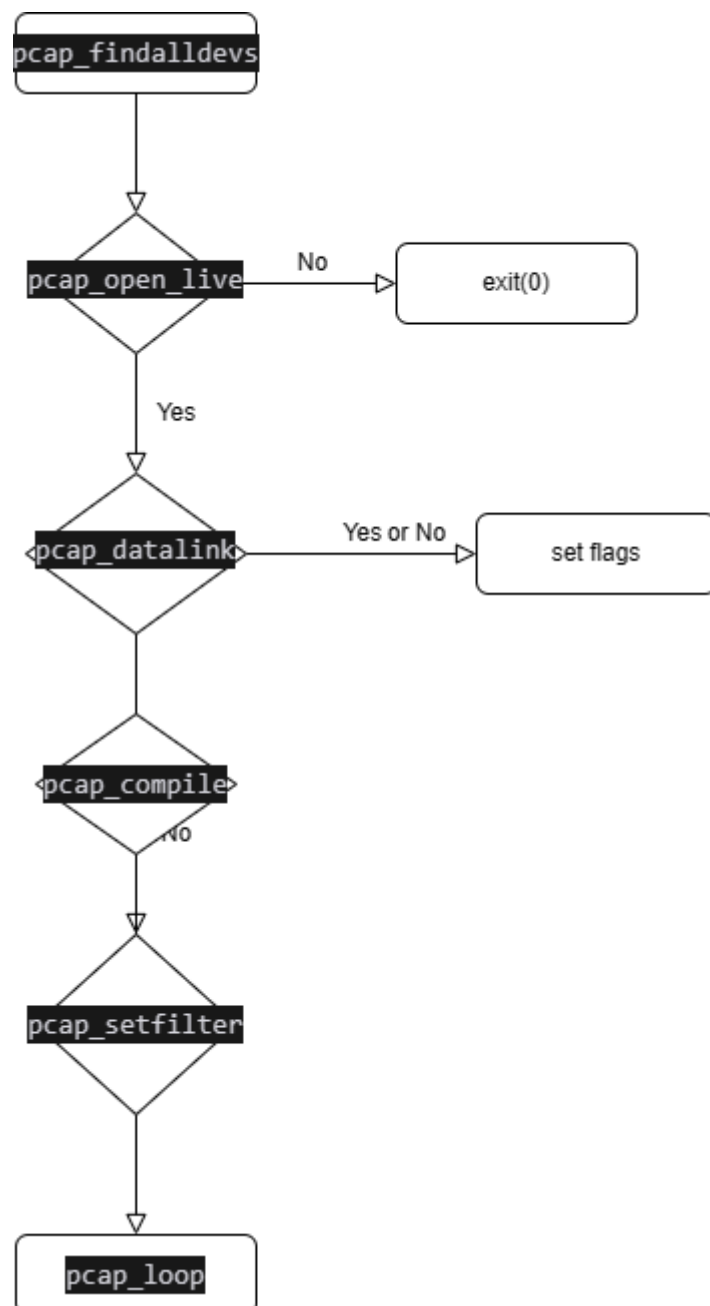 pcap_findalldevs
pcap_open_live
No
exit(0)
Yes
pcap_datalink
Yes or No
set flags
pcap_compile
No
pcap_setfilter
pcap_loop